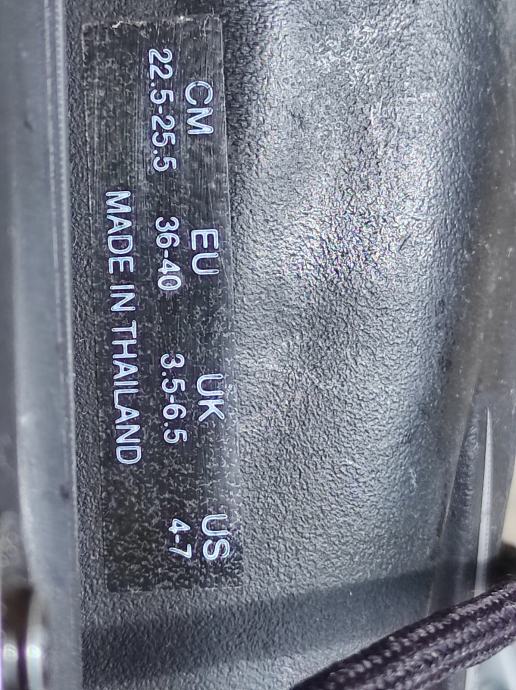 CM EU UK US
22.5-25.5 36-40 3.5-6.5 4-7
MADE IN THAILAND